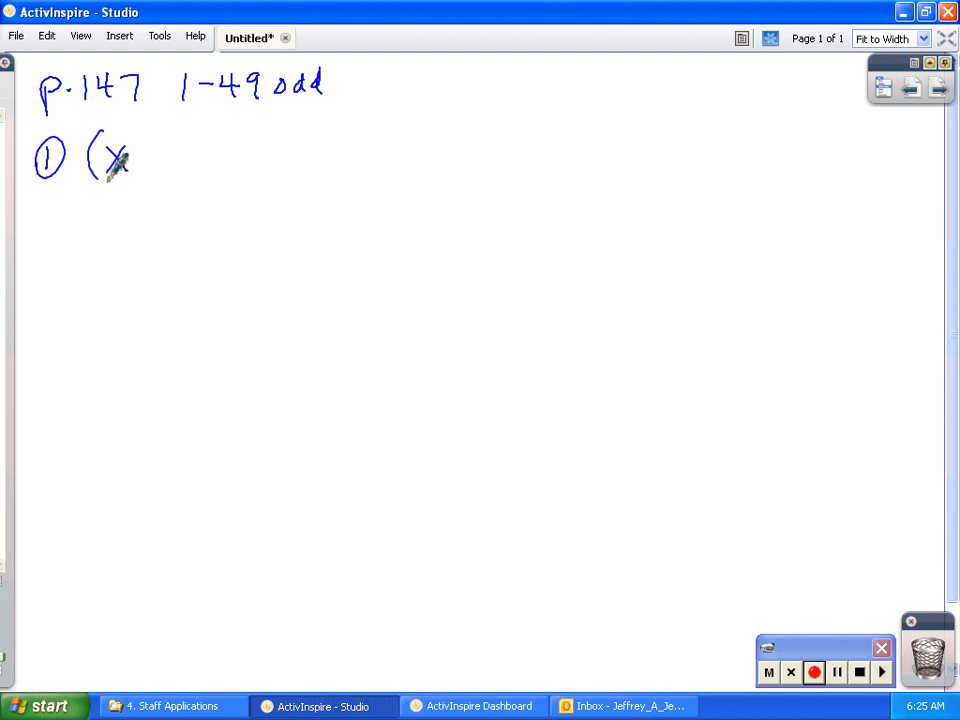 ActivInspire - Studio
File Edit View Insert Tools Help Untitled* Page 1 of 1 Fit to Width
p.147 1-49 odd
① (x
M
start 4. Staff Applications ActivInspire - Studio ActivInspire Dashboard Inbox - Jeffrey_A_Je... 6:25 AM